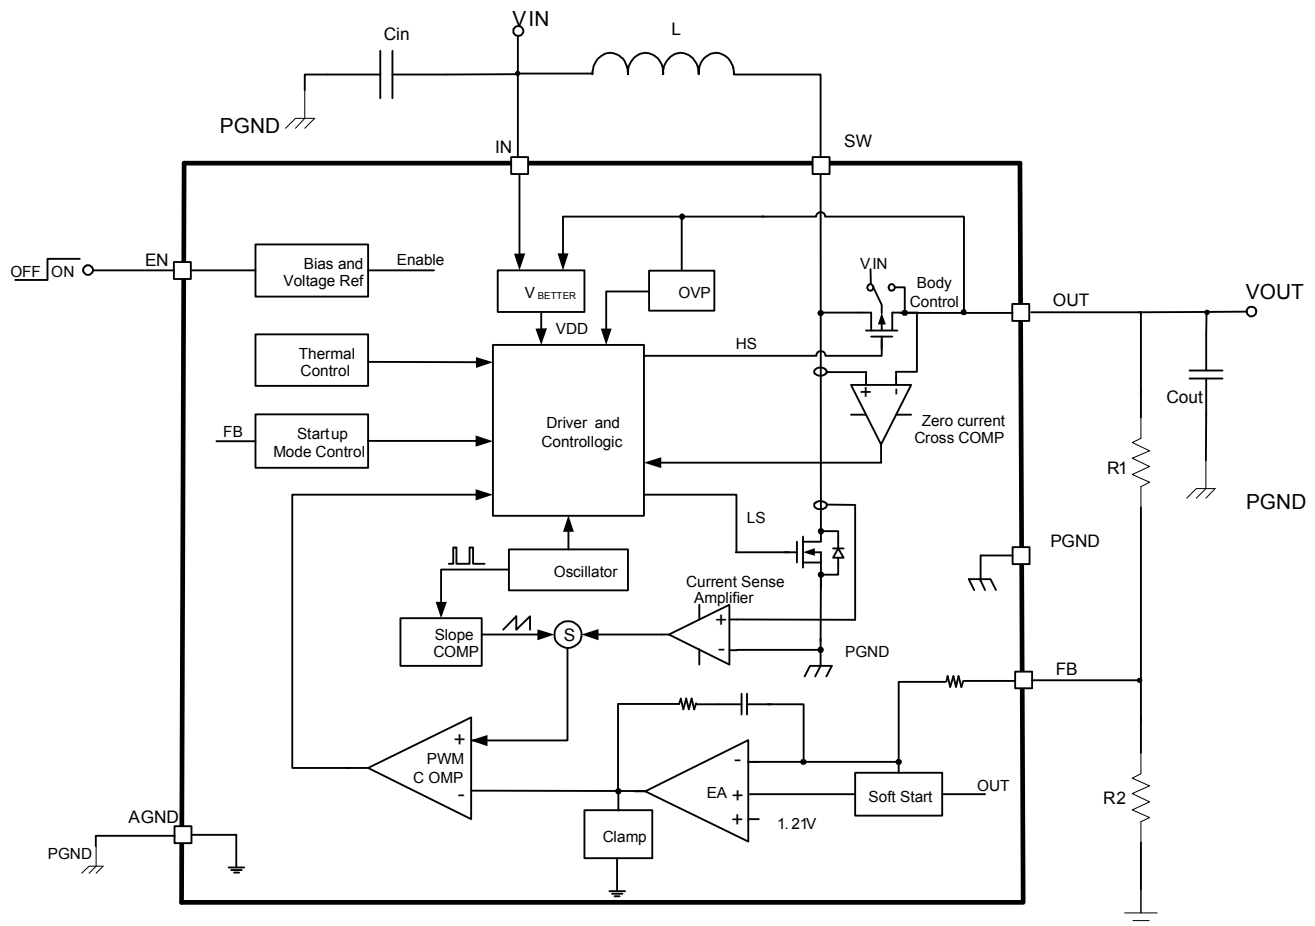 VIN
Cin
L
PGND
IN
SW
EN
OFF
ON
Bias and
Voltage Ref
Enable
V BETTER
OVP
VDD
VIN
Body
Control
OUT
VOUT
HS
Thermal
Control
Driver and
Controllogic
Zero current
Cross COMP
+
-
Cout
FB
Startup
Mode Control
R1
LS
PGND
PGND
Oscillator
Current Sense
Amplifier
+
-
Slope
COMP
S
PGND
FB
PWM
C OMP
+
-
EA
-
+
+
1.21V
Soft Start
OUT
R2
Clamp
AGND
PGND